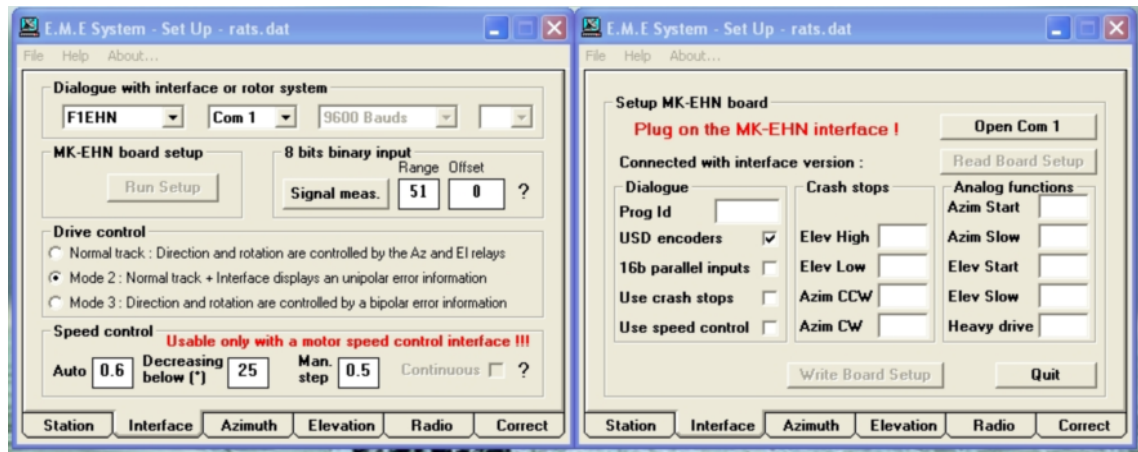 E.M.E System - Set Up - rats.dat
File Help About...
Dialogue with interface or rotor system
F1EHN Com 1 9600 Bauds
MK-EHN board setup
Run Setup
8 bits binary input
Range Offset
Signal meas. 51 0 ?
Drive control
Normal track : Direction and rotation are controlled by the Az and El relays
Mode 2 : Normal track + Interface displays an unipolar error information
Mode 3 : Direction and rotation are controlled by a bipolar error information
Speed control
Usable only with a motor speed control interface !!!
Auto 0.6 Decreasing below (°) 25 Man. step 0.5 Continuous ?
Station Interface Azimuth Elevation Radio Correct
E.M.E System - Set Up - rats.dat
File Help About...
Setup MK-EHN board
Plug on the MK-EHN interface ! Open Com 1
Connected with interface version : Read Board Setup
Dialogue
Prog Id
USD encoders
16b parallel inputs
Use crash stops
Use speed control
Crash stops
Elev High
Elev Low
Azim CCW
Azim CW
Analog functions
Azim Start
Azim Slow
Elev Start
Elev Slow
Heavy drive
Write Board Setup Quit
Station Interface Azimuth Elevation Radio Correct